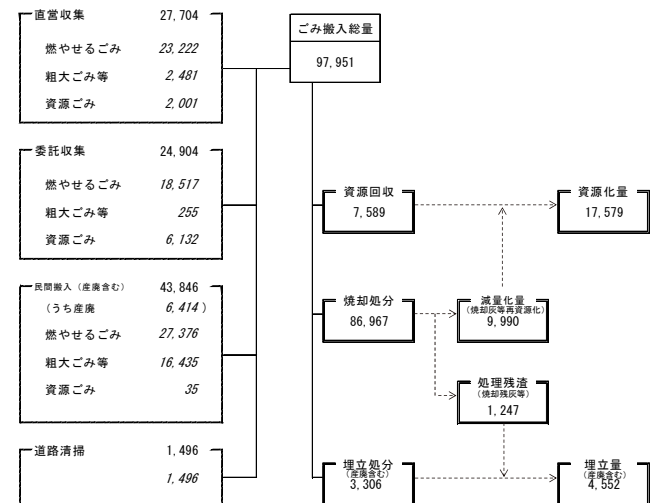 直営収集 27,704
燃やせるごみ 23,222
粗大ごみ等 2,481
資源ごみ 2,001
委託収集 24,904
燃やせるごみ 18,517
粗大ごみ等 255
資源ごみ 6,132
民間搬入（産廃含む） 43,846
（うち産廃 6,414）
燃やせるごみ 27,376
粗大ごみ等 16,435
資源ごみ 35
道路清掃 1,496
1,496
ごみ搬入総量
97,951
資源回収
7,589
資源化量
17,579
焼却処分
86,967
減量化量
（焼却灰等再資源化）
9,990
処理残渣
（焼却残灰等）
1,247
埋立処分
（産廃含む）
3,306
埋立量
（産廃含む）
4,552